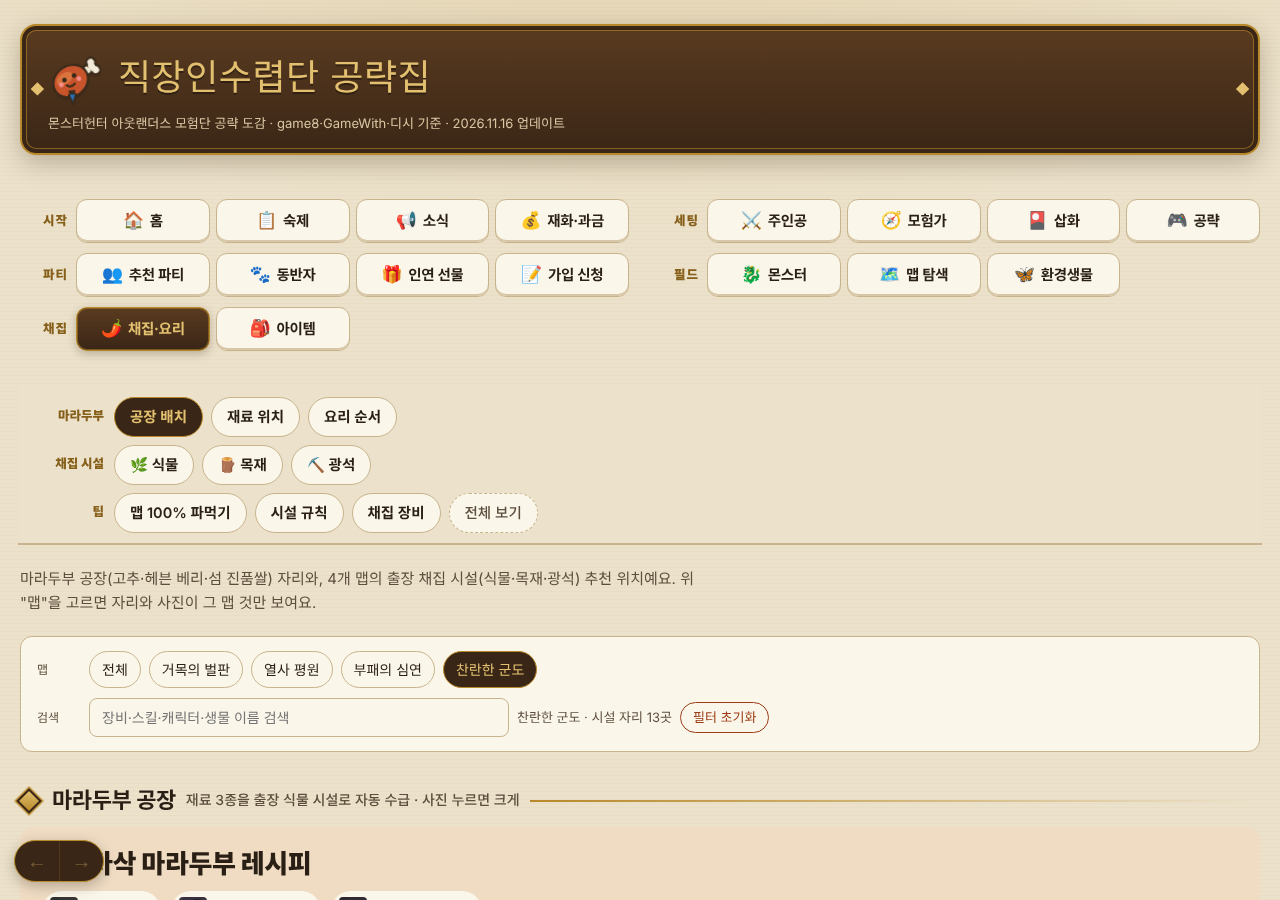 직장인수렵단 공략집
몬스터헌터 아웃랜더스 모험단 공략 도감 · game8·GameWith·디시 기준 · 2026.11.16 업데이트
시작 홈 숙제 소식 재화·과금
세팅 주인공 모험가 삽화 공략
파티 추천 파티 동반자 인연 선물 가입 신청
필드 몬스터 맵 탐색 환경생물
채집 채집·요리 아이템
마라두부 공장 배치 재료 위치 요리 순서
채집 시설 식물 목재 광석
팁 맵 100% 파먹기 시설 규칙 채집 장비 전체 보기
마라두부 공장(고추·헤븐 베리·섬 진품쌀) 자리와, 4개 맵의 출장 채집 시설(식물·목재·광석) 추천 위치예요. 위
"맵"을 고르면 자리와 사진이 그 맵 것만 보여요.
맵 전체 거목의 벌판 열사 평원 부패의 심연 찬란한 군도
검색 장비·스킬·캐릭터·생물 이름 검색 찬란한 군도 · 시설 자리 13곳 필터 초기화
마라두부 공장 재료 3종을 출장 식물 시설로 자동 수급 · 사진 누르면 크게
← → 삭 마라두부 레시피